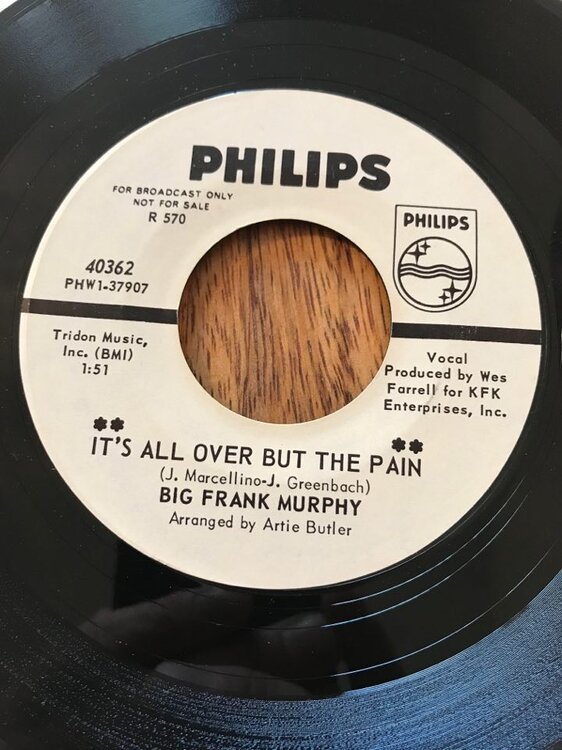 PHILIPS
FOR BROADCAST ONLY
NOT FOR SALE
R 570
PHILIPS
40362
PHW1-37907
Tridon Music,
Inc. (BMI)
1:51
Vocal
Produced by Wes
Farrell for KFK
Enterprises, Inc.
** IT'S ALL OVER BUT THE PAIN **
(J. Marcellino-J. Greenbach)
BIG FRANK MURPHY
Arranged by Artie Butler